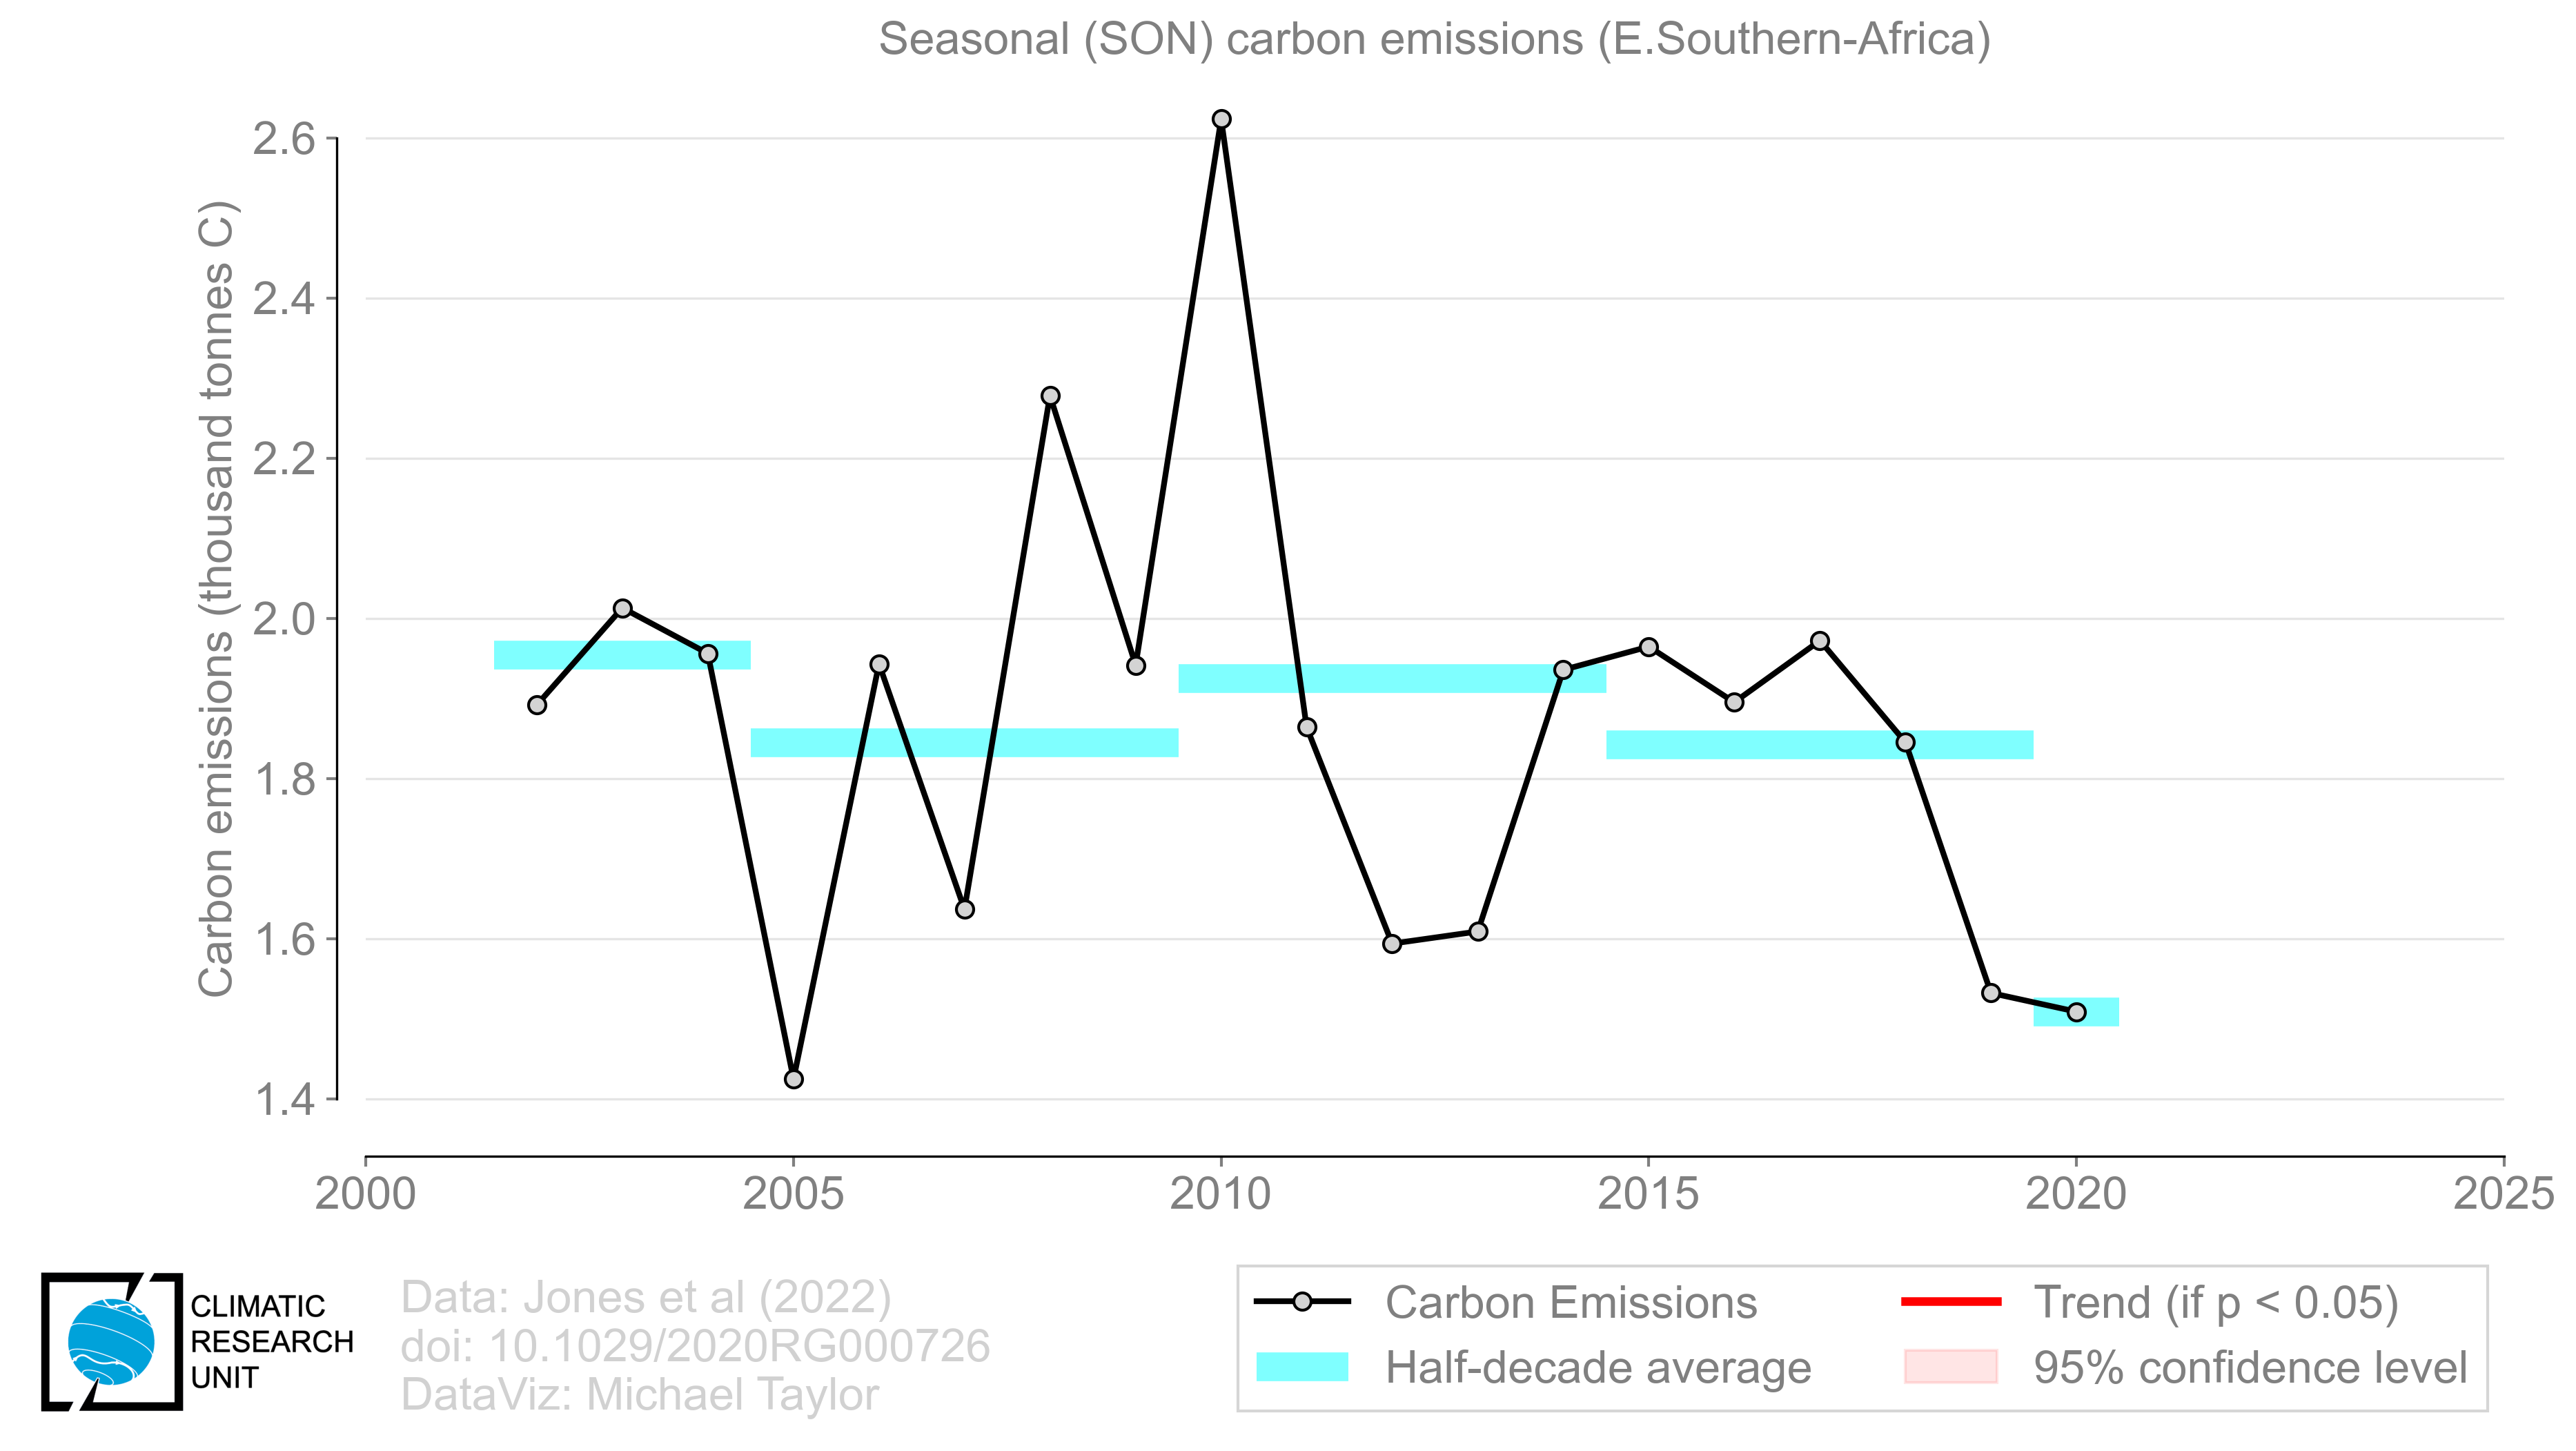 Seasonal (SON) carbon emissions (E.Southern-Africa)
Carbon emissions (thousand tonnes C)
2.6
2.4
2.2
2.0
1.8
1.6
1.4
2000 2005 2010 2015 2020 2025
CLIMATIC
RESEARCH
UNIT
Data: Jones et al (2022)
doi: 10.1029/2020RG000726
DataViz: Michael Taylor
Carbon Emissions
Half-decade average
Trend (if p < 0.05)
95% confidence level